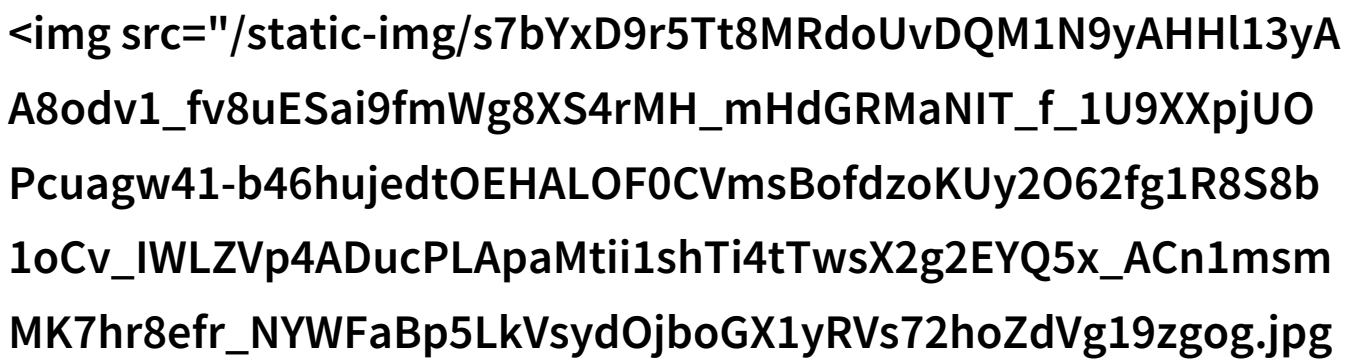 <img src="/static-img/s7bYxD9r5Tt8MRdoUvDQM1N9yAHHl13yA
A8odv1_fv8uESai9fmWg8XS4rMH_mHdGRMaNIT_f_1U9XXpjUO
Pcuagw41-b46hujedtOEHALOF0CVmsBofdzoKUy2O62fg1R8S8b
1oCv_IWLZVp4ADucPLApaMtii1shTi4tTwsX2g2EYQ5x_ACn1msm
MK7hr8efr_NYWFaBp5LkVsydOjboGX1yRVs72hoZdVg19zgog.jpg